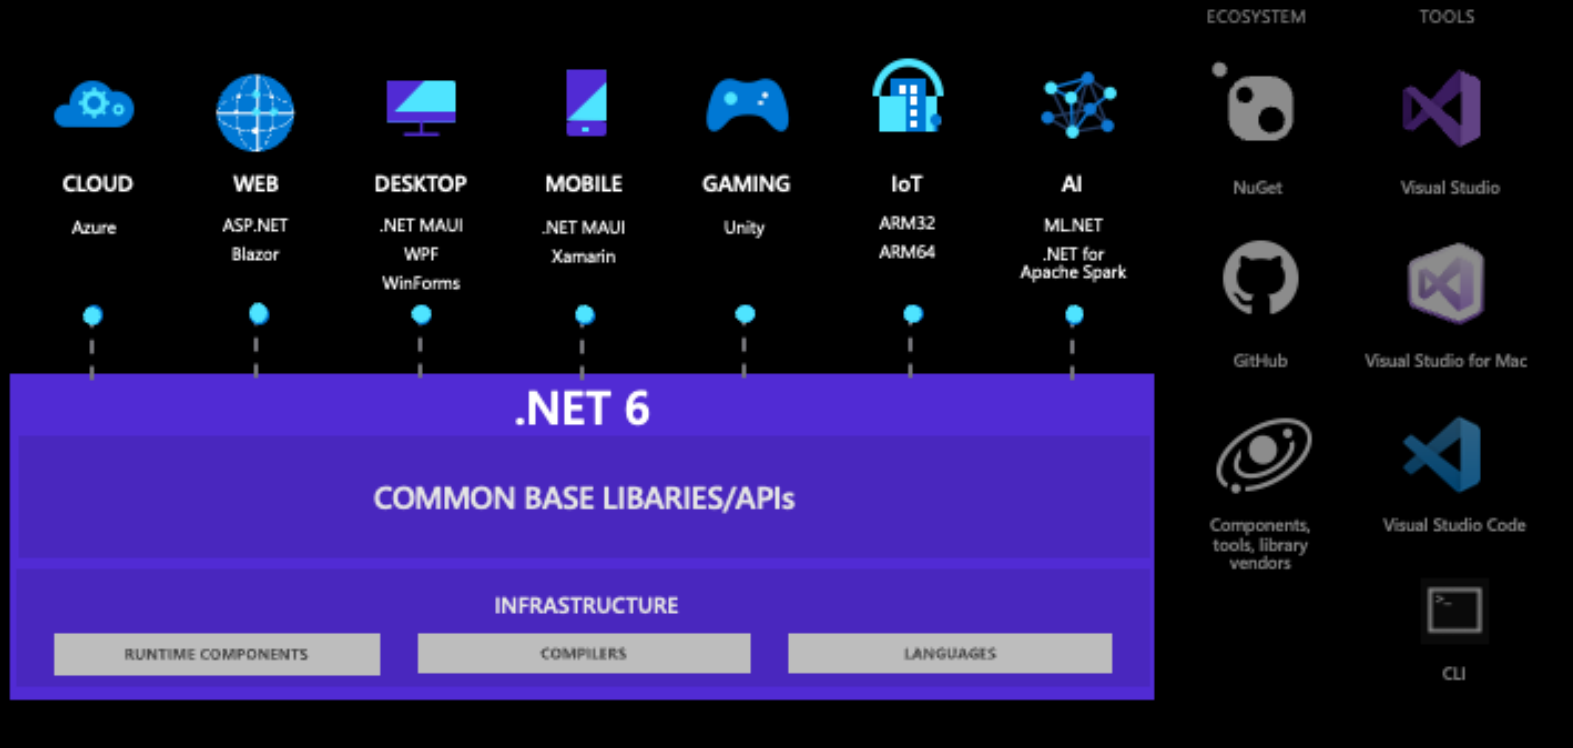 ECOSYSTEM
TOOLS
CLOUD
Azure
WEB
ASP.NET
Blazor
DESKTOP
.NET MAUI
WPF
WinForms
MOBILE
.NET MAUI
Xamarin
GAMING
Unity
IoT
ARM32
ARM64
AI
ML.NET
.NET for
Apache Spark
NuGet
Visual Studio
GitHub
Visual Studio for Mac
Components,
tools, library
vendors
Visual Studio Code
>_
CLI
.NET 6
COMMON BASE LIBARIES/APIs
INFRASTRUCTURE
RUNTIME COMPONENTS
COMPILERS
LANGUAGES